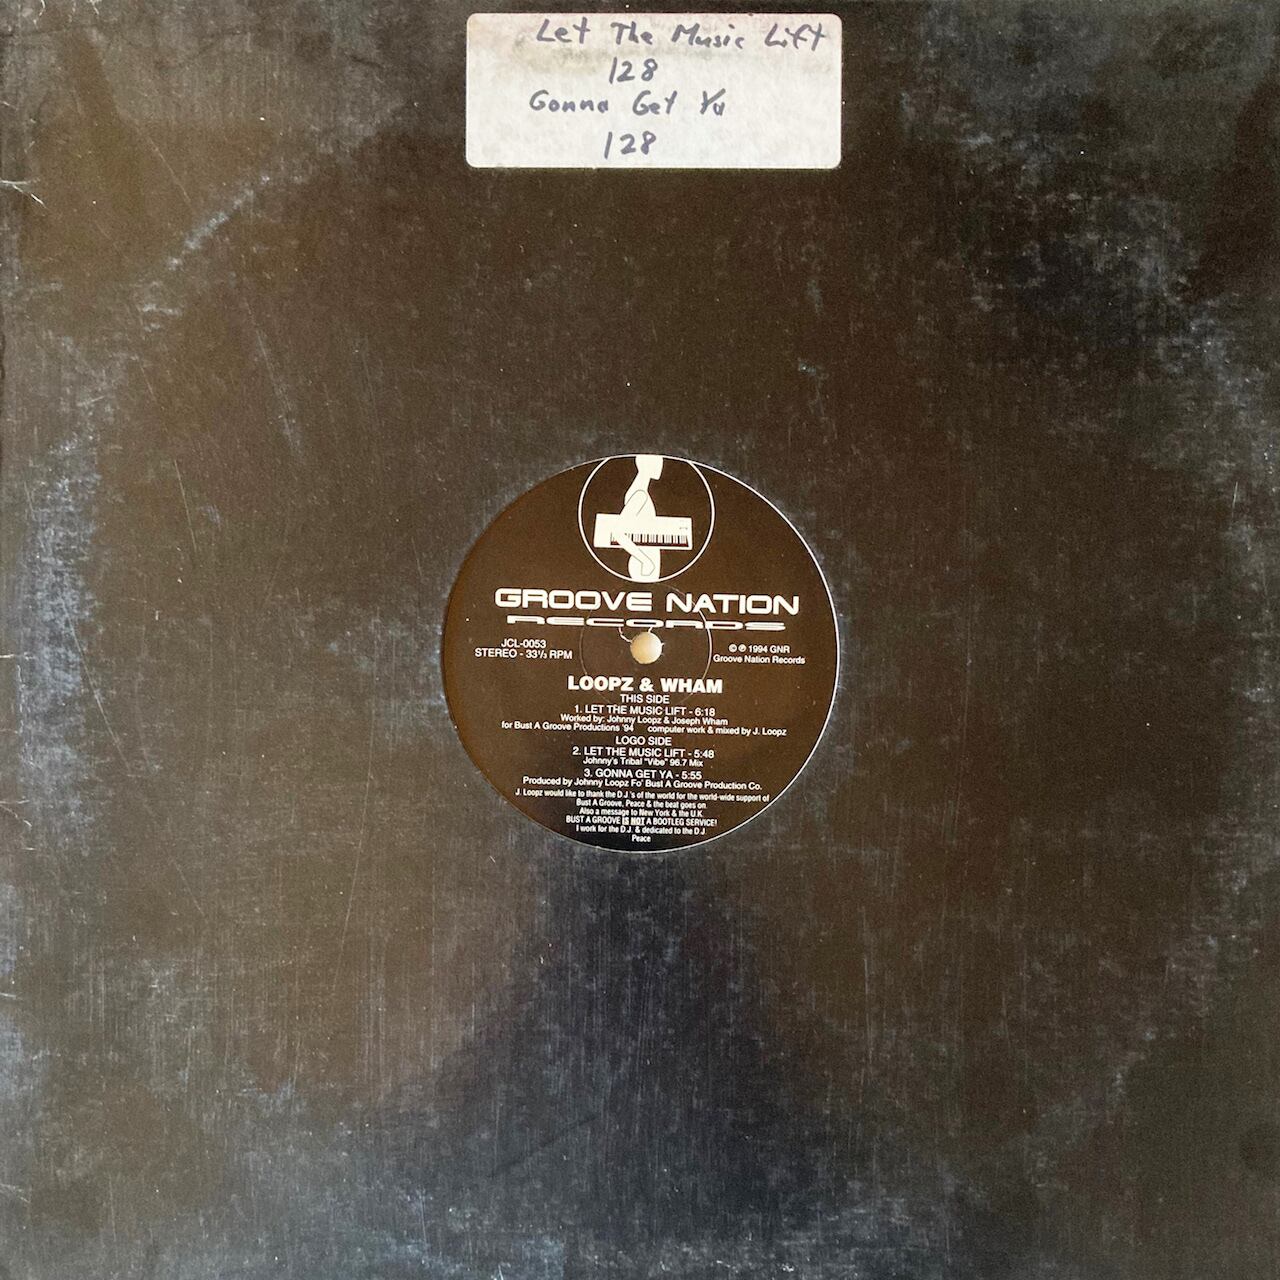 Let The Music Lift
128
Gonna Get Ya
128
GROOVE NATION
RECORDS
JCL-0053
STEREO - 33⅓ RPM
© ℗ 1994 GNR
Groove Nation Records
LOOPZ & WHAM
THIS SIDE
1. LET THE MUSIC LIFT - 6:18
Worked by: Johnny Loopz & Joseph Wham
for Bust A Groove Productions '94 computer work & mixed by J. Loopz
LOGO SIDE
2. LET THE MUSIC LIFT - 5:48
Johnny's Tribal "Vibe" 96.7 Mix
3. GONNA GET YA - 5:55
Produced by Johnny Loopz Fo' Bust A Groove Production Co.
J. Loopz would like to thank the D.J.'s of the world for the world-wide support of
Bust A Groove, Peace & the beat goes on.
Also a message to New York & the U.K.
BUST A GROOVE IS NOT A BOOTLEG SERVICE!
I work for the D.J. & dedicated to the D.J.
Peace